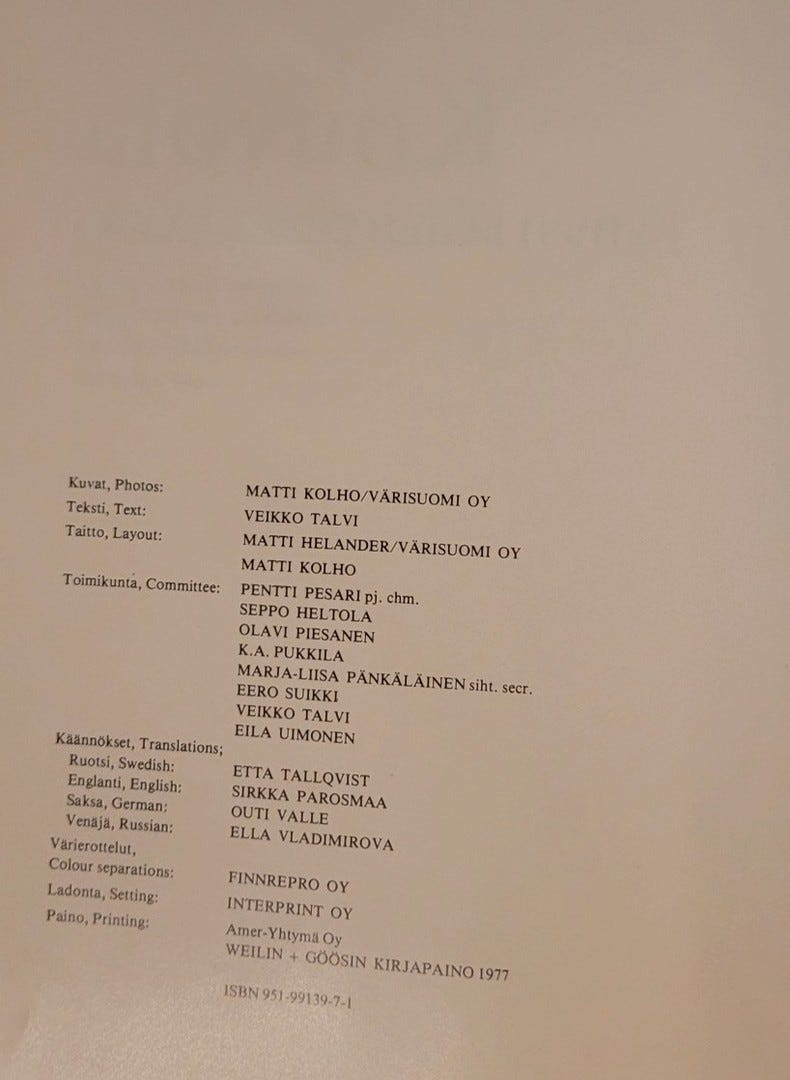 Kuvat, Photos: MATTI KOLHO/VÄRISUOMI OY
Teksti, Text: VEIKKO TALVI
Taitto, Layout: MATTI HELANDER/VÄRISUOMI OY
MATTI KOLHO
Toimikunta, Committee: PENTTI PESARI pj. chm.
SEPPO HELTOLA
OLAVI PIESANEN
K.A. PUKKILA
MARJA-LIISA PÄNKÄLÄINEN siht. secr.
EERO SUIKKI
VEIKKO TALVI
EILA UIMONEN
Käännökset, Translations;
Ruotsi, Swedish: ETTA TALLQVIST
Englanti, English: SIRKKA PAROSMAA
Saksa, German: OUTI VALLE
Venäjä, Russian: ELLA VLADIMIROVA
Värierottelut,
Colour separations: FINNREPRO OY
Ladonta, Setting: INTERPRINT OY
Paino, Printing: Amer-Yhtymä Oy
WEILIN + GÖÖSIN KIRJAPAINO 1977
ISBN 951-99139-7-1